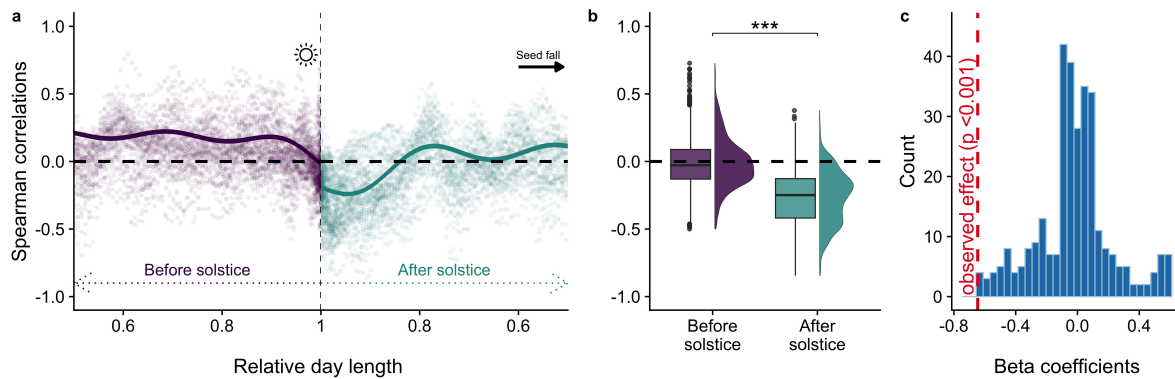 a
1.0
0.5
0.0
-0.5
-1.0
Spearman correlations
Seed fall
Before solstice
After solstice
0.6
0.8
1
0.8
0.6
Relative day length
b
***
1.0
0.5
0.0
-0.5
-1.0
Before
solstice
After
solstice
c
40
30
20
10
0
Count
observed effect (p <0.001)
-0.8
-0.4
0.0
0.4
Beta coefficients